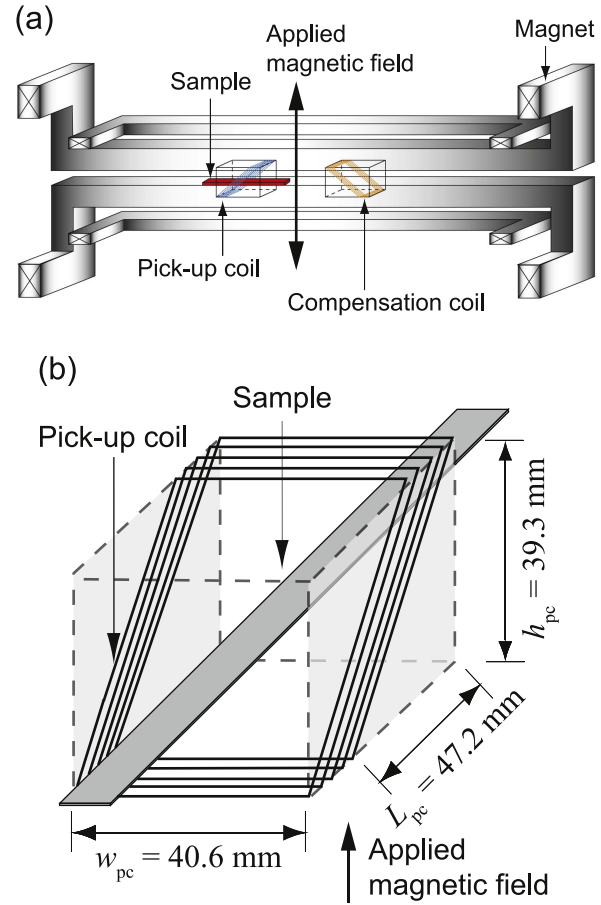 (a)
Applied
magnetic field
Magnet
Sample
Pick-up coil
Compensation coil
(b)
Sample
Pick-up coil
h_pc = 39.3 mm
L_pc = 47.2 mm
w_pc = 40.6 mm
Applied
magnetic field